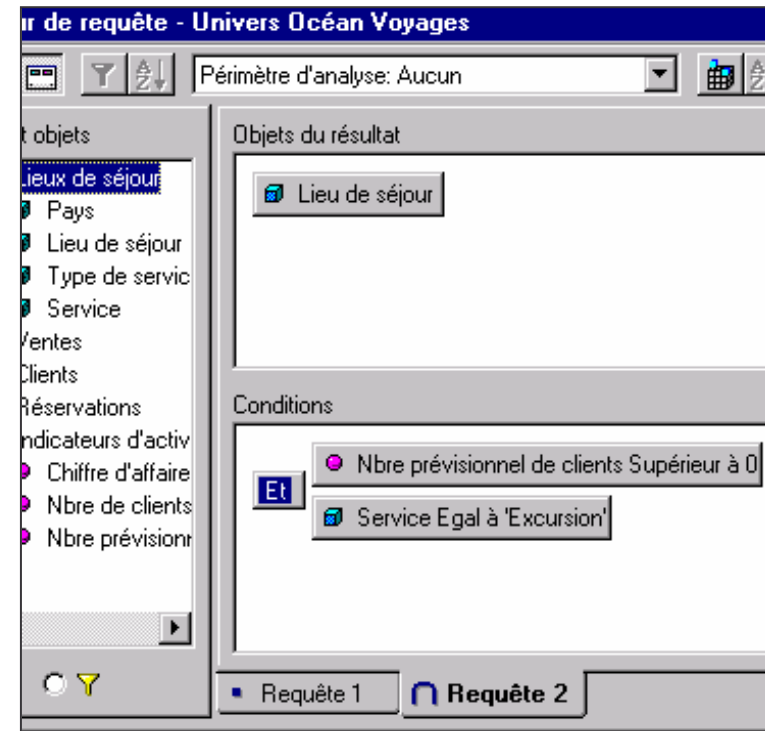 ur de requête - Univers Océan Voyages
Périmètre d'analyse: Aucun
t objets
Lieux de séjour
Pays
Lieu de séjour
Type de servic
Service
Ventes
Clients
Réservations
ndicateurs d'activ
Chiffre d'affaire
Nbre de clients
Nbre prévisionr
Objets du résultat
Lieu de séjour
Conditions
Et
Nbre prévisionnel de clients Supérieur à 0
Service Egal à 'Excursion'
Requête 1
Requête 2